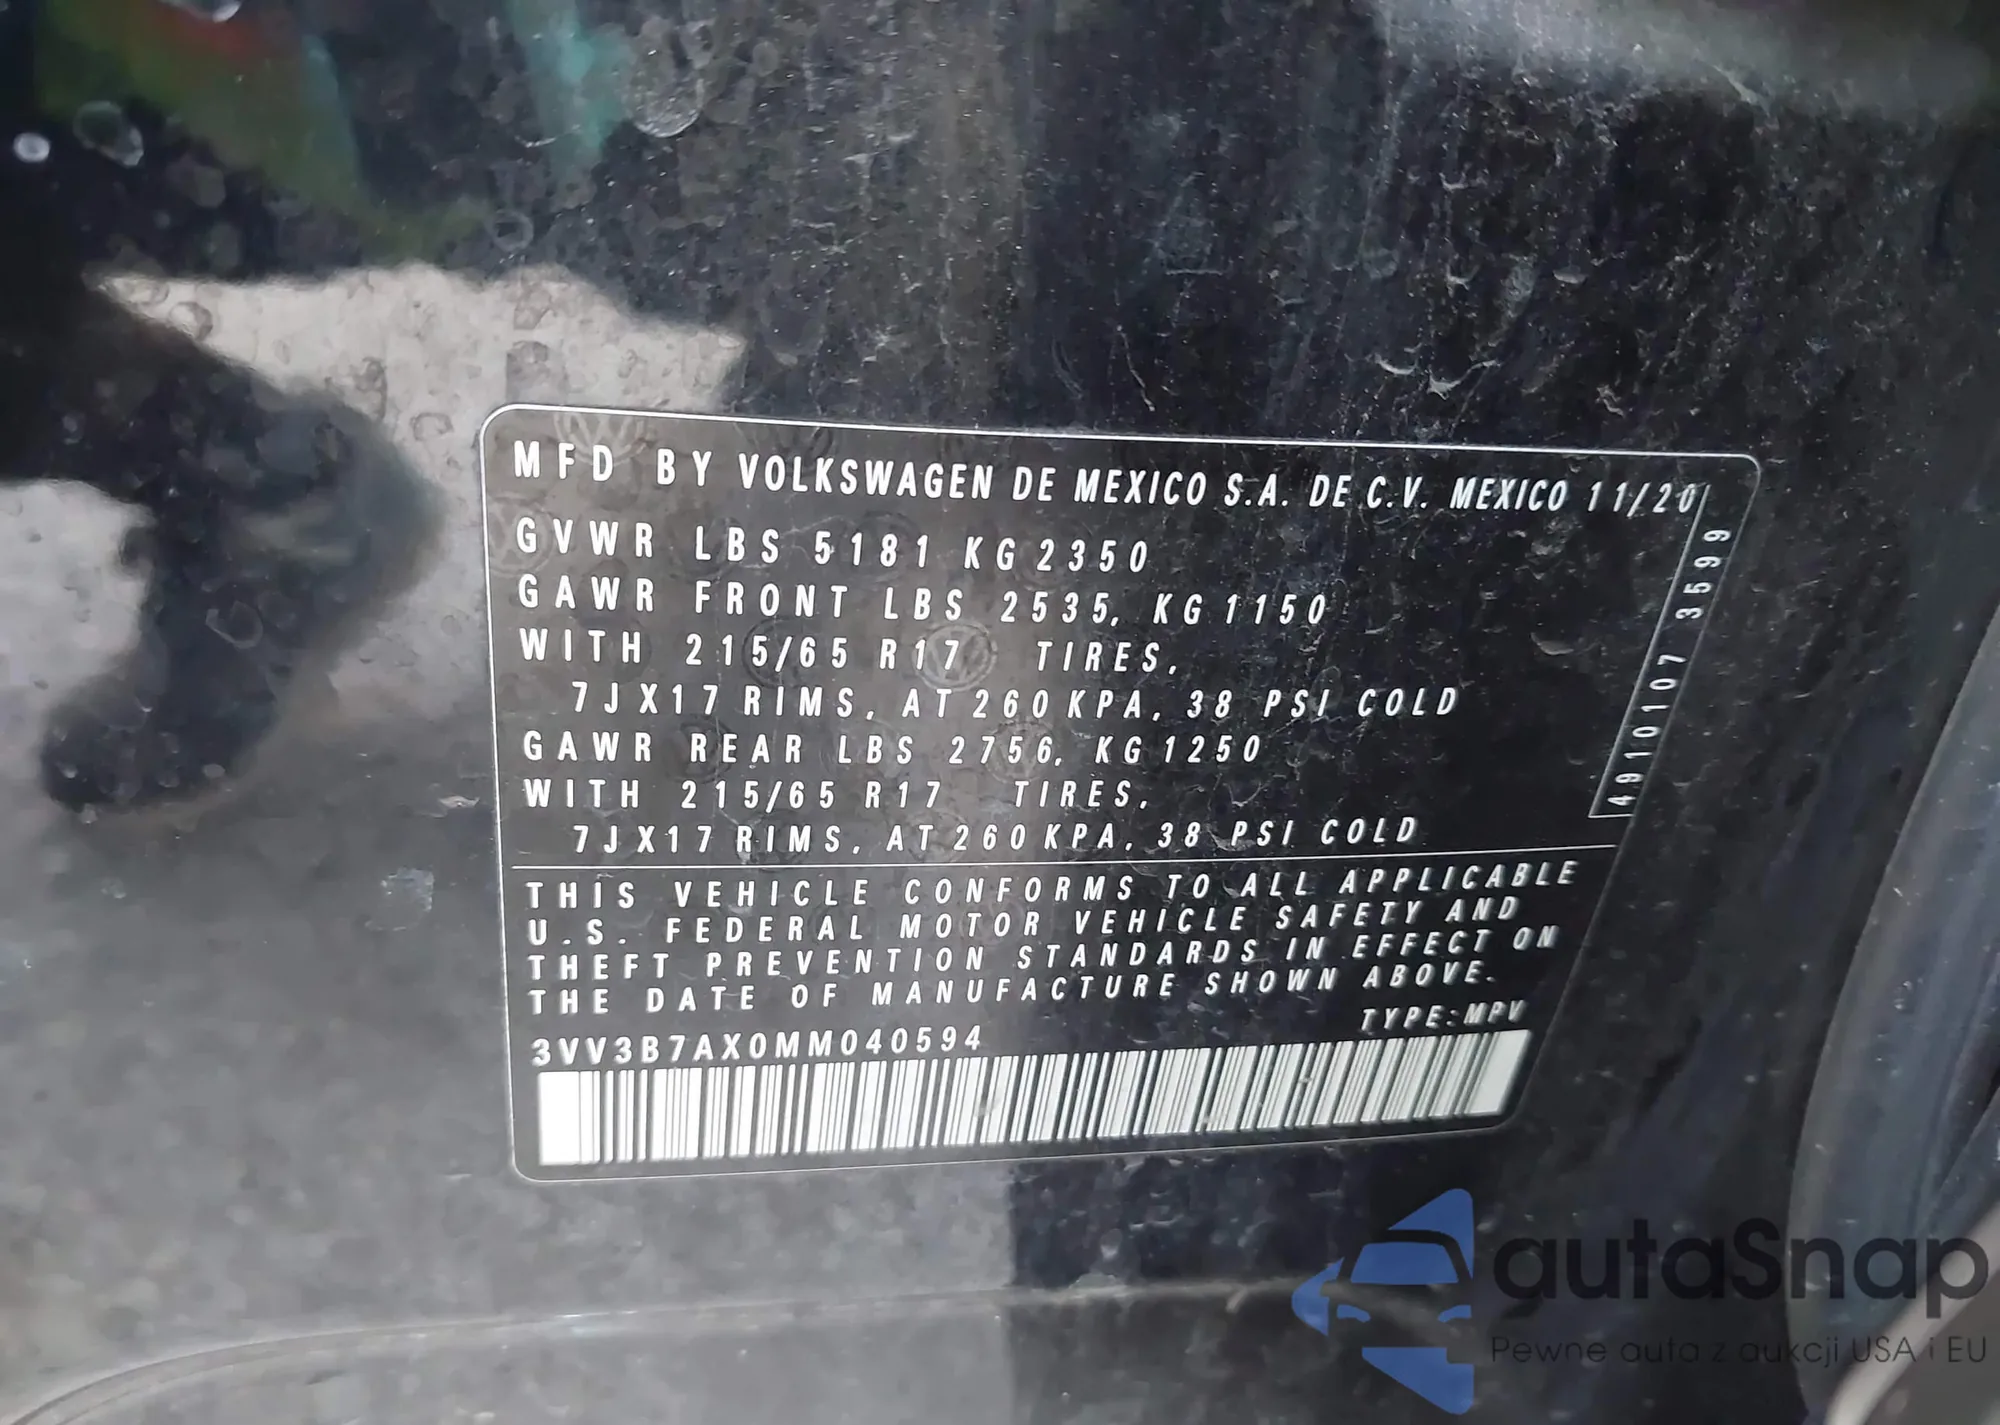 MFD BY VOLKSWAGEN DE MEXICO S.A. DE C.V. MEXICO 11/20
GVWR LBS 5181 KG 2350
GAWR FRONT LBS 2535, KG 1150
WITH 215/65 R17 TIRES,
7JX17 RIMS, AT 260 KPA, 38 PSI COLD
GAWR REAR LBS 2756, KG 1250
WITH 215/65 R17 TIRES,
7JX17 RIMS, AT 260 KPA, 38 PSI COLD
4910107 3599
THIS VEHICLE CONFORMS TO ALL APPLICABLE
U.S. FEDERAL MOTOR VEHICLE SAFETY AND
THEFT PREVENTION STANDARDS IN EFFECT ON
THE DATE OF MANUFACTURE SHOWN ABOVE.
TYPE:MPV
3VV3B7AX0MM040594
autaSnap
Pewne auta z aukcji USA i EU